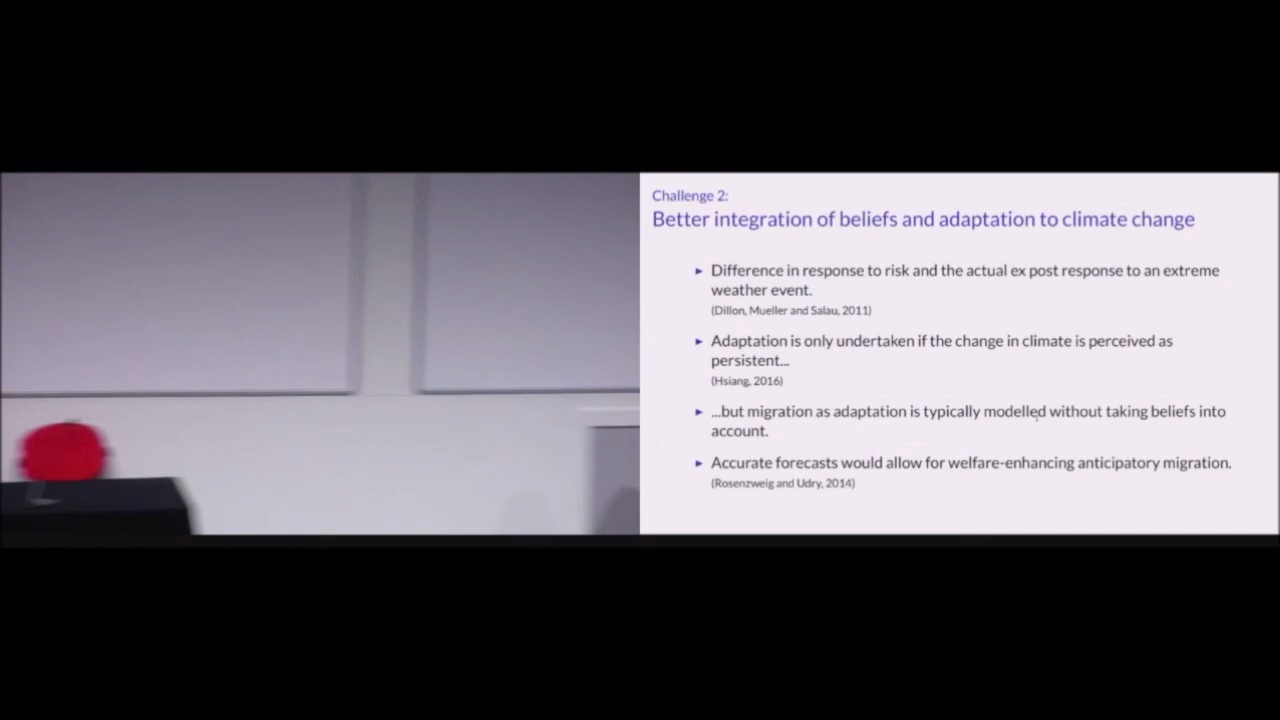 Challenge 2:
Better integration of beliefs and adaptation to climate change
► Difference in response to risk and the actual ex post response to an extreme
weather event.
(Dillon, Mueller and Salau, 2011)
► Adaptation is only undertaken if the change in climate is perceived as
persistent...
(Hsiang, 2016)
► ...but migration as adaptation is typically modelled without taking beliefs into
account.
► Accurate forecasts would allow for welfare-enhancing anticipatory migration.
(Rosenzweig and Udry, 2014)